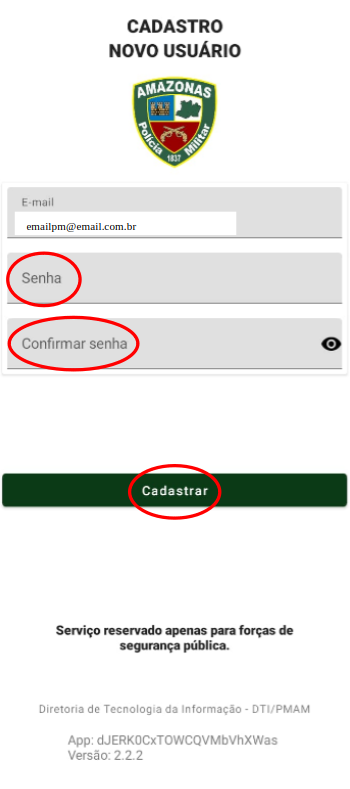 CADASTRO
NOVO USUÁRIO
AMAZONAS
Polícia Militar
1837
E-mail
emailpm@email.com.br
Senha
Confirmar senha
Cadastrar
Serviço reservado apenas para forças de
segurança pública.
Diretoria de Tecnologia da Informação - DTI/PMAM
App: dJERK0CxTOWCQVMbVhXWas
Versão: 2.2.2